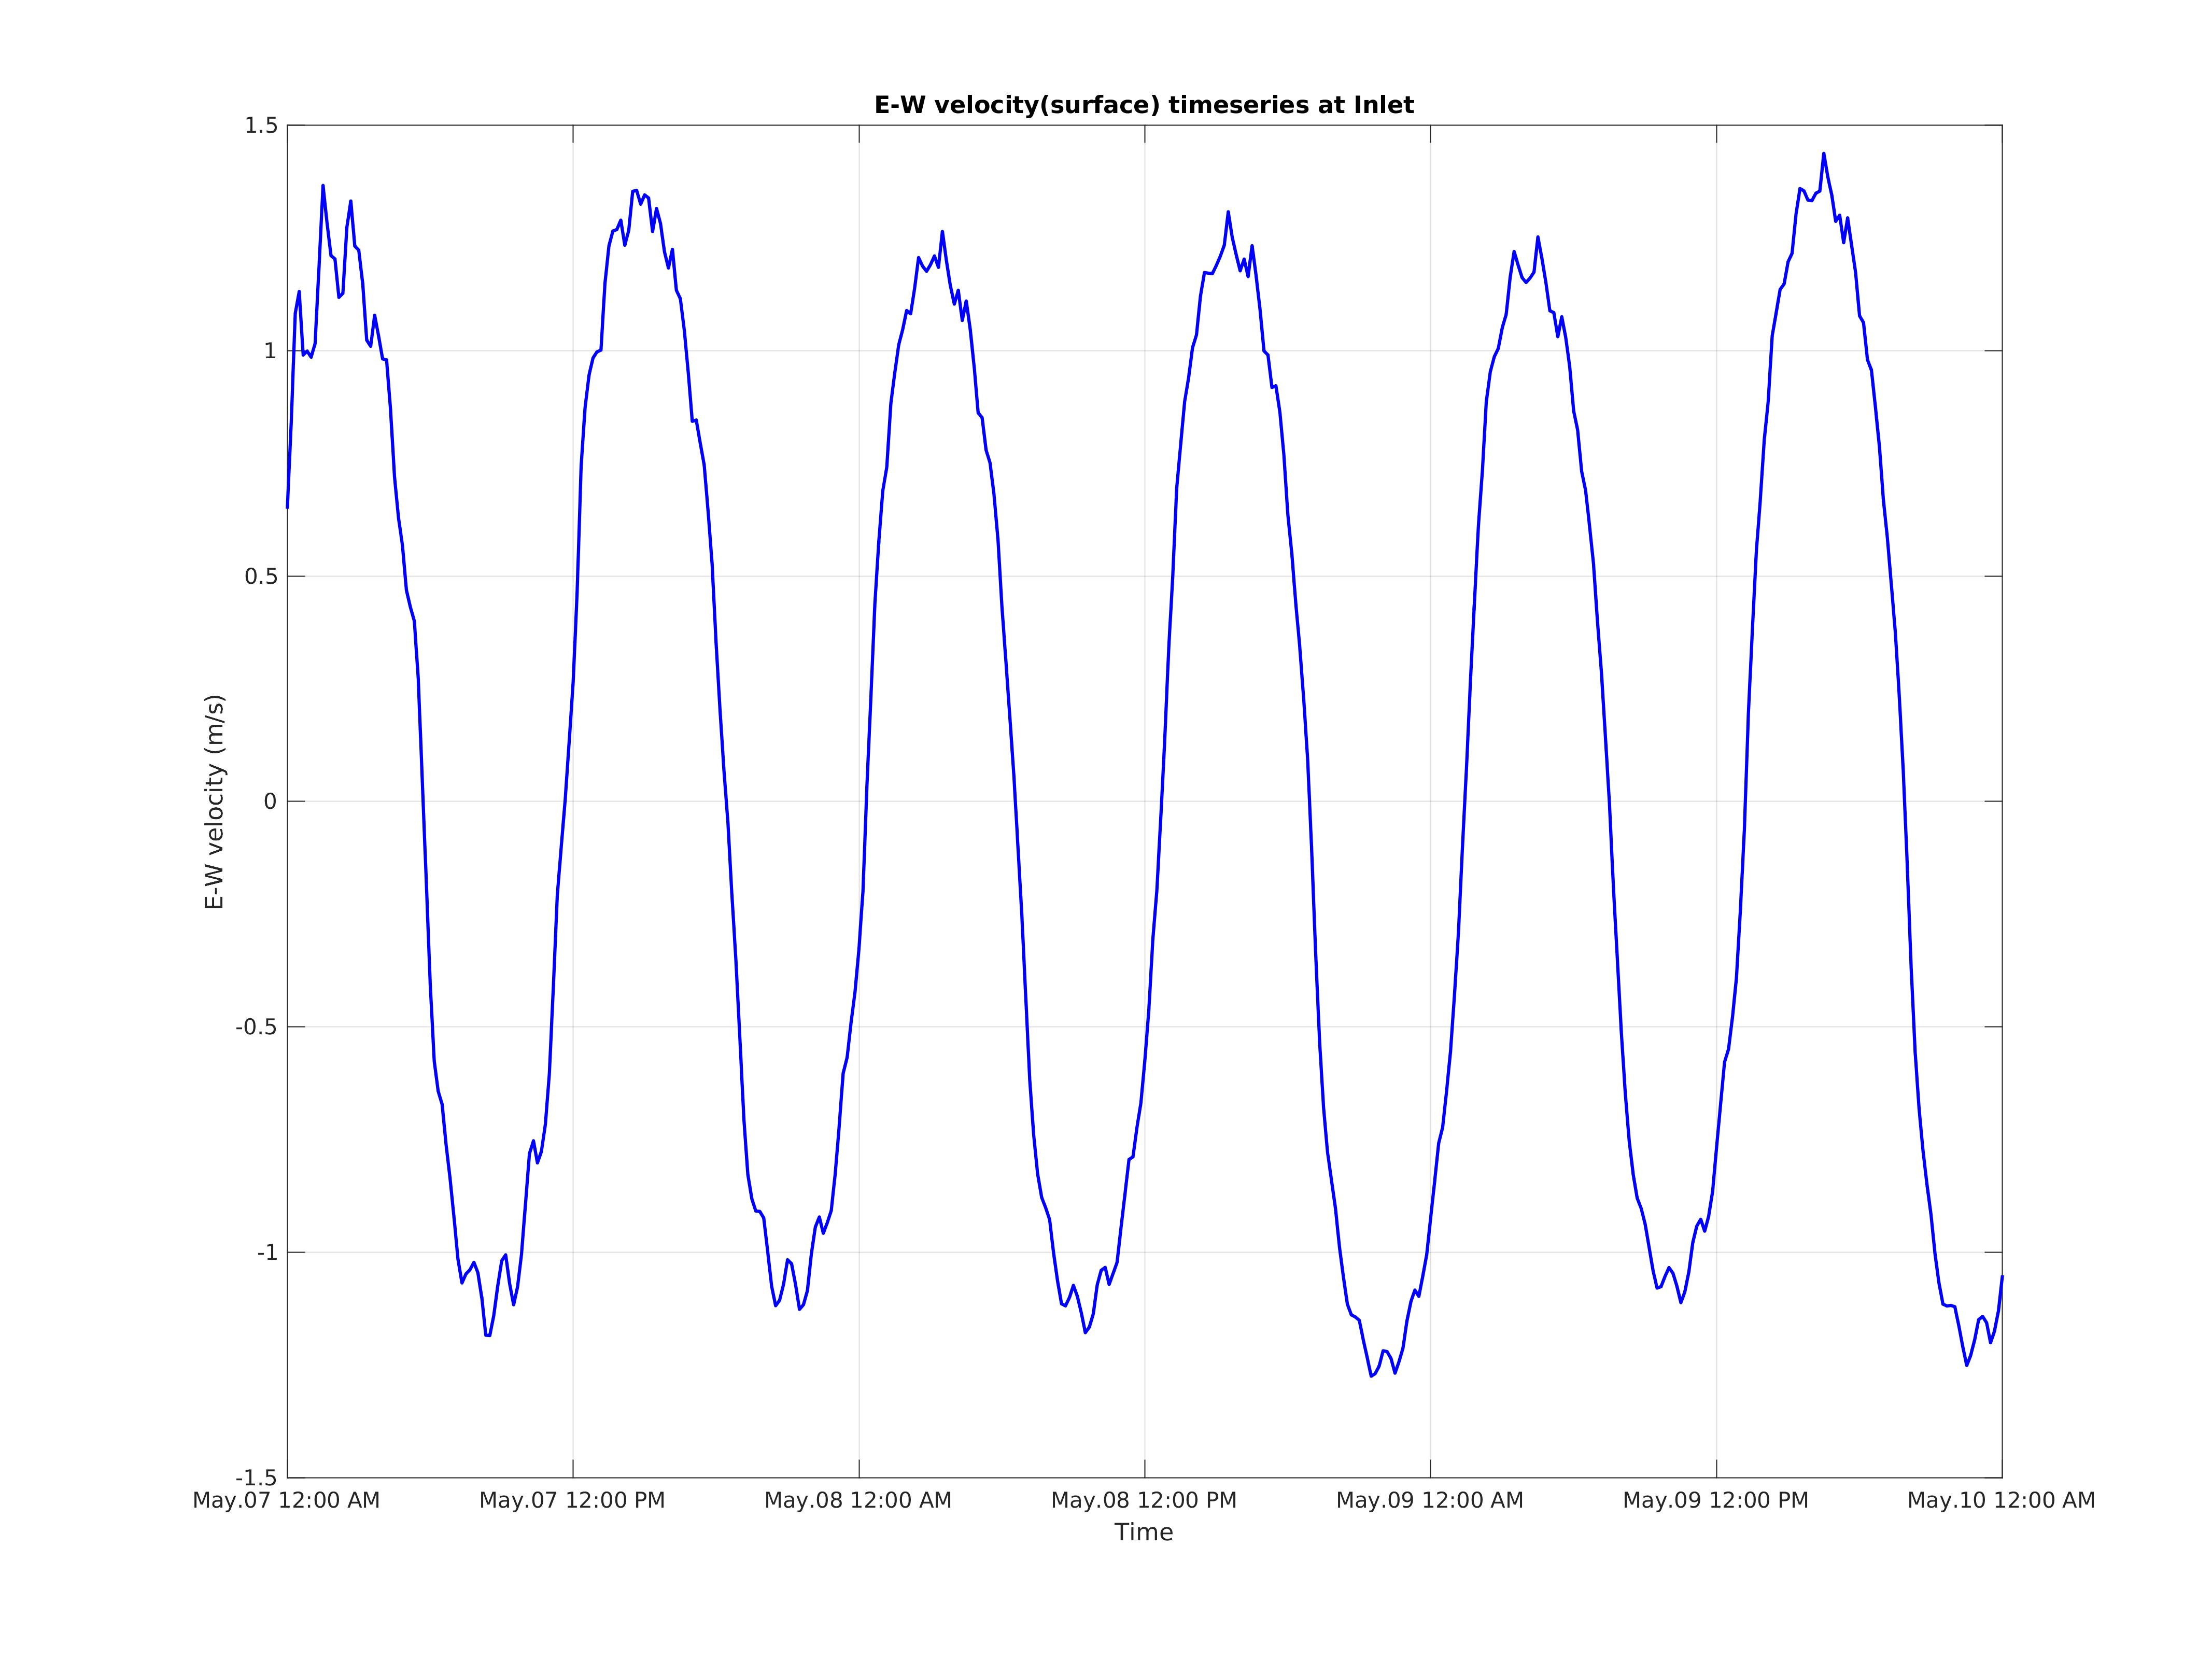 E-W velocity(surface) timeseries at Inlet
1.5
1
0.5
0
-0.5
-1
-1.5
E-W velocity (m/s)
May.07 12:00 AM May.07 12:00 PM May.08 12:00 AM May.08 12:00 PM May.09 12:00 AM May.09 12:00 PM May.10 12:00 AM
Time